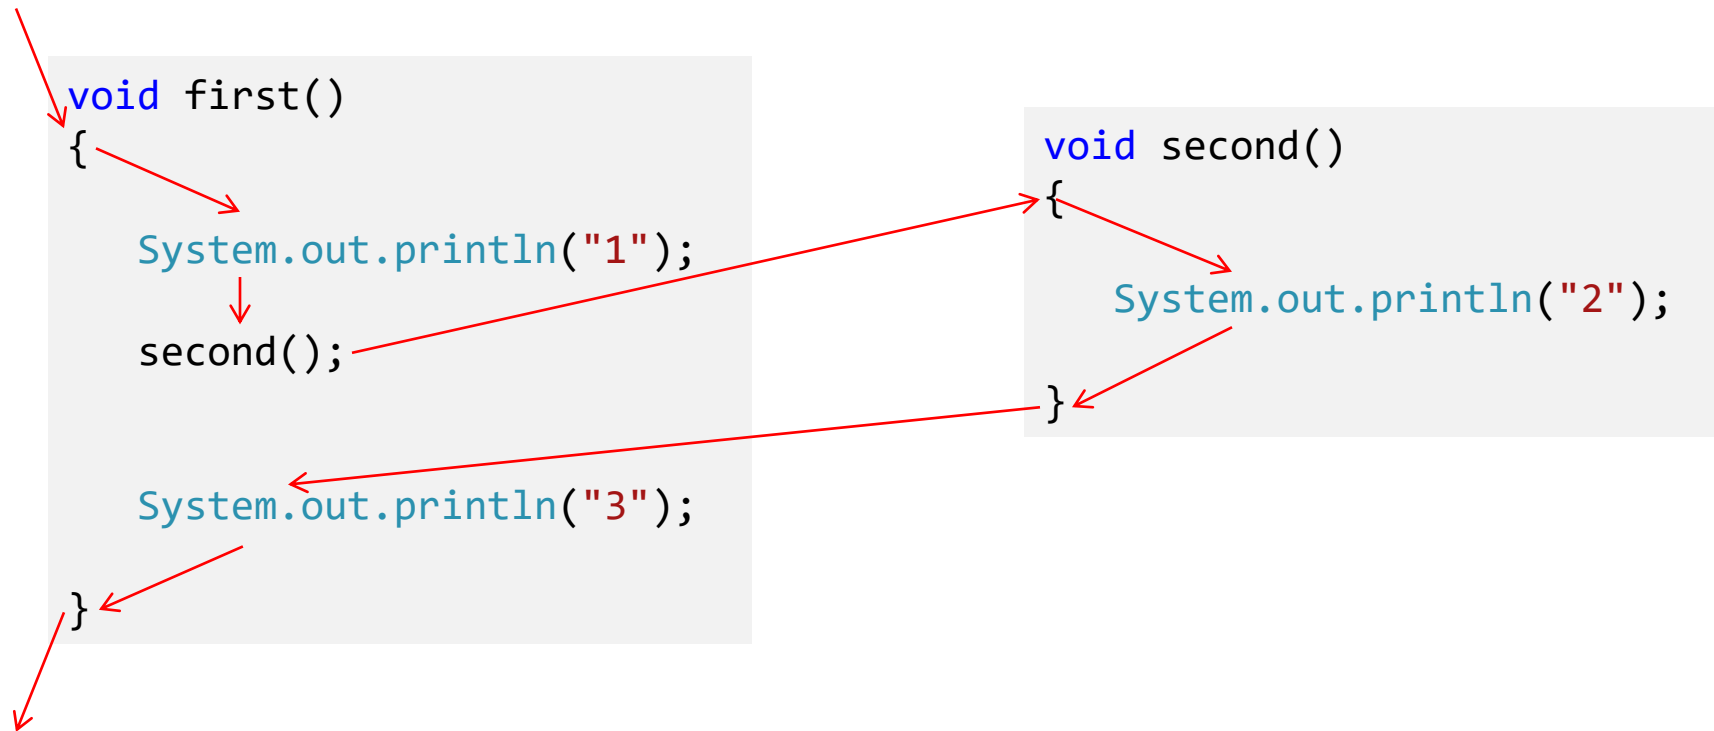 void first()
{
System.out.println("1");
second();
System.out.println("3");
}
void second()
{
System.out.println("2");
}